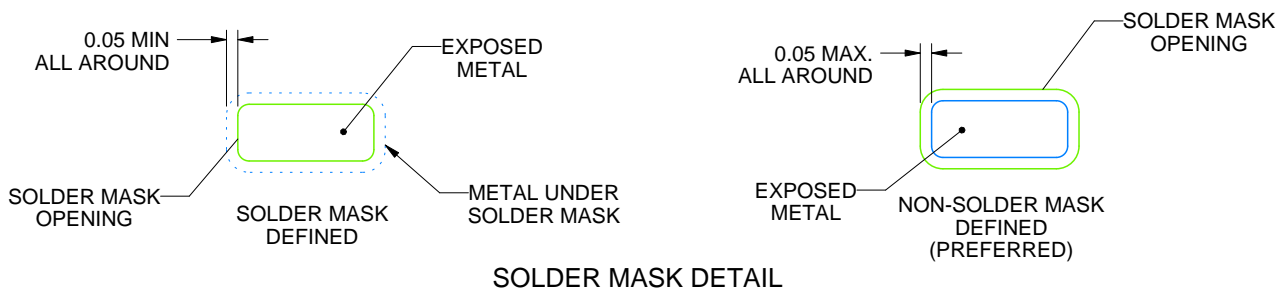 0.05 MIN
ALL AROUND
EXPOSED
METAL
SOLDER MASK
OPENING
METAL UNDER
SOLDER MASK
SOLDER MASK
DEFINED
SOLDER MASK
OPENING
0.05 MAX.
ALL AROUND
EXPOSED
METAL
NON-SOLDER MASK
DEFINED
(PREFERRED)
SOLDER MASK DETAIL